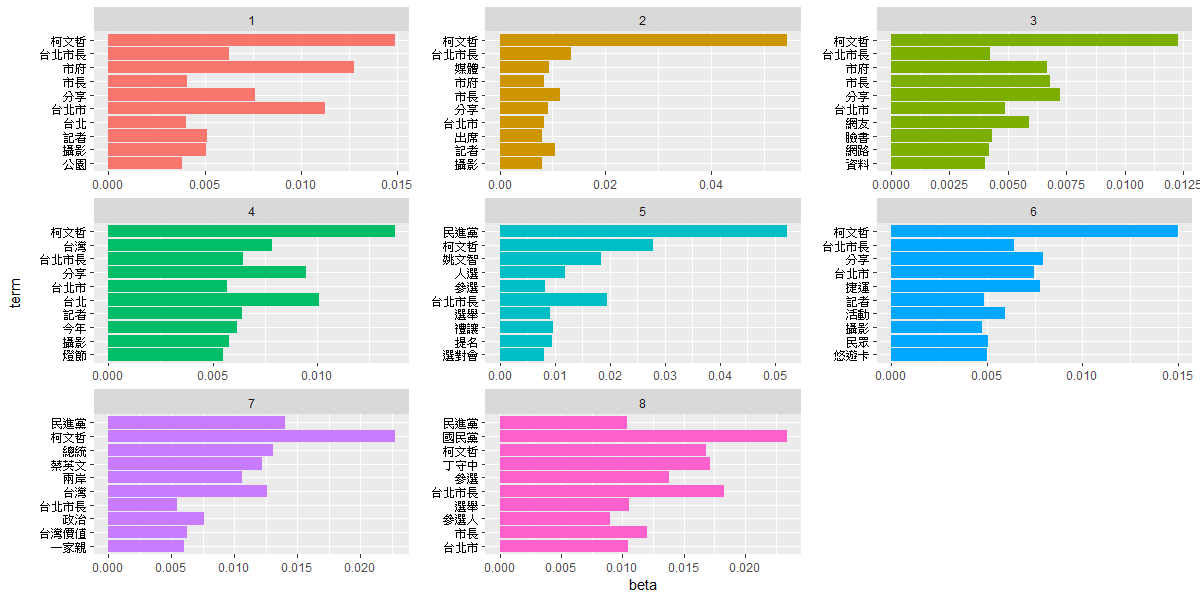 1
柯文哲
台北市長
市府
市長
分享
台北市
台北
記者
攝影
公園
0.000 0.005 0.010 0.015
2
柯文哲
台北市長
媒體
市府
市長
分享
台北市
出席
記者
攝影
0.00 0.02 0.04
3
柯文哲
台北市長
市府
市長
分享
台北市
網友
臉書
網路
資料
0.0000 0.0025 0.0050 0.0075 0.0100 0.0125
term
4
柯文哲
台灣
台北市長
分享
台北市
台北
記者
今年
攝影
燈節
0.000 0.005 0.010
5
民進黨
柯文哲
姚文智
人選
參選
台北市長
選舉
禮讓
提名
選對會
0.00 0.01 0.02 0.03 0.04 0.05
6
柯文哲
台北市長
分享
台北市
捷運
記者
活動
攝影
民眾
悠遊卡
0.000 0.005 0.010 0.015
7
民進黨
柯文哲
總統
蔡英文
兩岸
台灣
台北市長
政治
台灣價值
一家親
0.000 0.005 0.010 0.015 0.020
8
民進黨
國民黨
柯文哲
丁守中
參選
台北市長
選舉
參選人
市長
台北市
0.000 0.005 0.010 0.015 0.020
beta